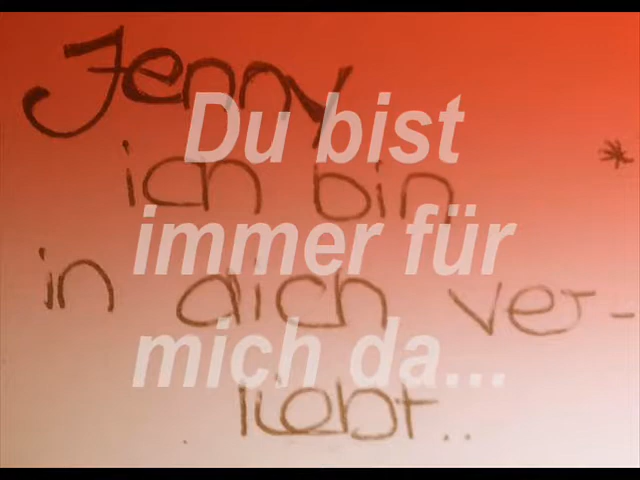 Jenny
Du bist
ich bin *
immer für
in dich ver-
mich da...
liebt..